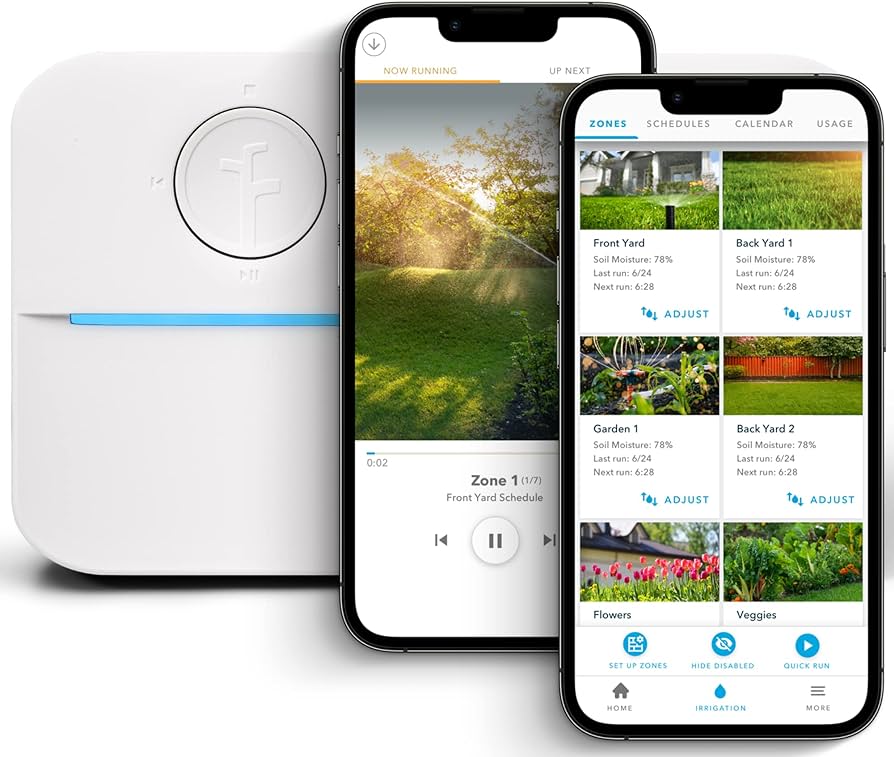 NOW RUNNING UP NEXT
0:02
Zone 1 (1/7)
Front Yard Schedule
ZONES SCHEDULES CALENDAR USAGE
Front Yard
Soil Moisture: 78%
Last run: 6/24
Next run: 6:28
ADJUST
Back Yard 1
Soil Moisture: 78%
Last run: 6/24
Next run: 6:28
ADJUST
Garden 1
Soil Moisture: 78%
Last run: 6/24
Next run: 6:28
ADJUST
Back Yard 2
Soil Moisture: 78%
Last run: 6/24
Next run: 6:28
ADJUST
Flowers
Veggies
SET UP ZONES HIDE DISABLED QUICK RUN
HOME IRRIGATION MORE